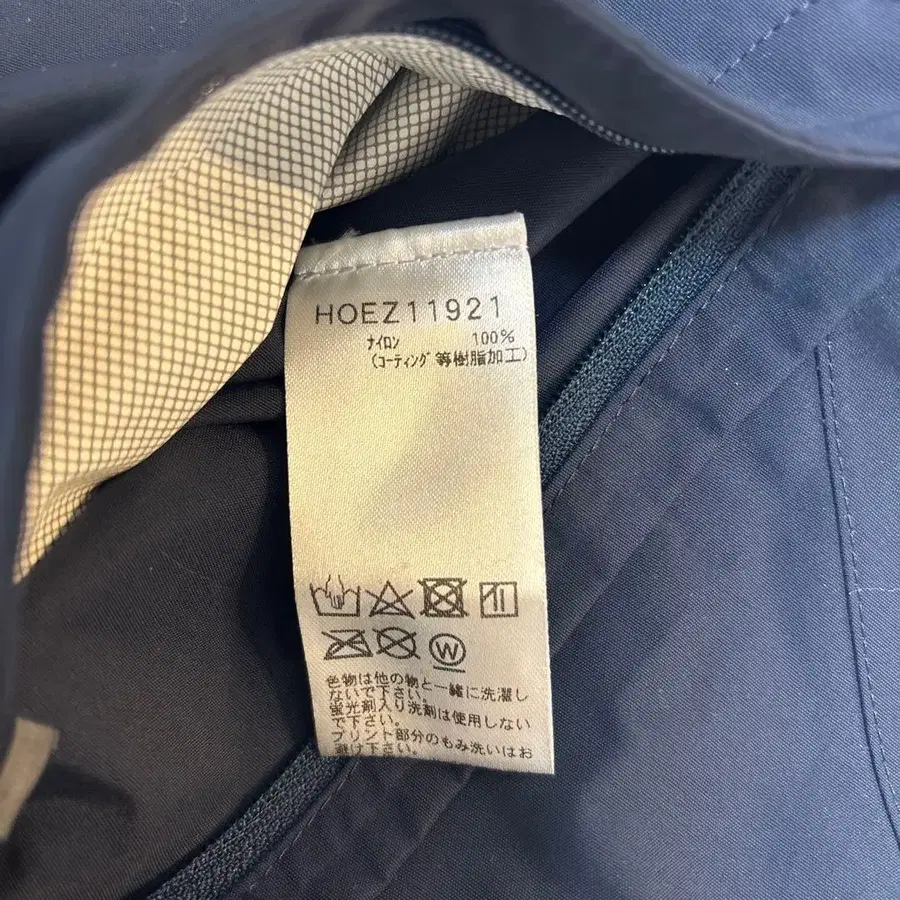 HOEZ11921
ナイロン 100%
(コーティング等樹脂加工)
W
色物は他の物と一緒に洗濯し
ないで下さい。
蛍光剤入り洗剤は使用しない
で下さい。
プリント部分のもみ洗いはお
避け下さい。